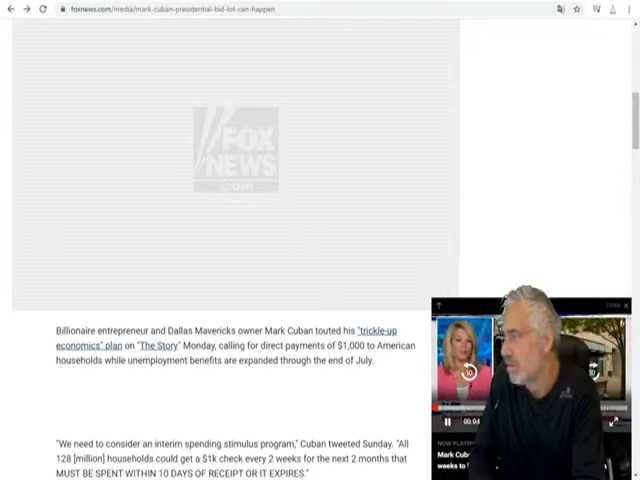 foxnews.com/media/mark-cuban-presidential-bid-lot-can-happen
FOX
NEWS
.com
Billionaire entrepreneur and Dallas Mavericks owner Mark Cuban touted his "trickle-up
economics" plan on "The Story" Monday, calling for direct payments of $1,000 to American
households while unemployment benefits are expanded through the end of July.
CLOSE
10
10
00:04
NOW PLAYING
Mark Cub
weeks to
"We need to consider an interim spending stimulus program," Cuban tweeted Sunday. "All
128 [million] households could get a $1k check every 2 weeks for the next 2 months that
MUST BE SPENT WITHIN 10 DAYS OF RECEIPT OR IT EXPIRES."